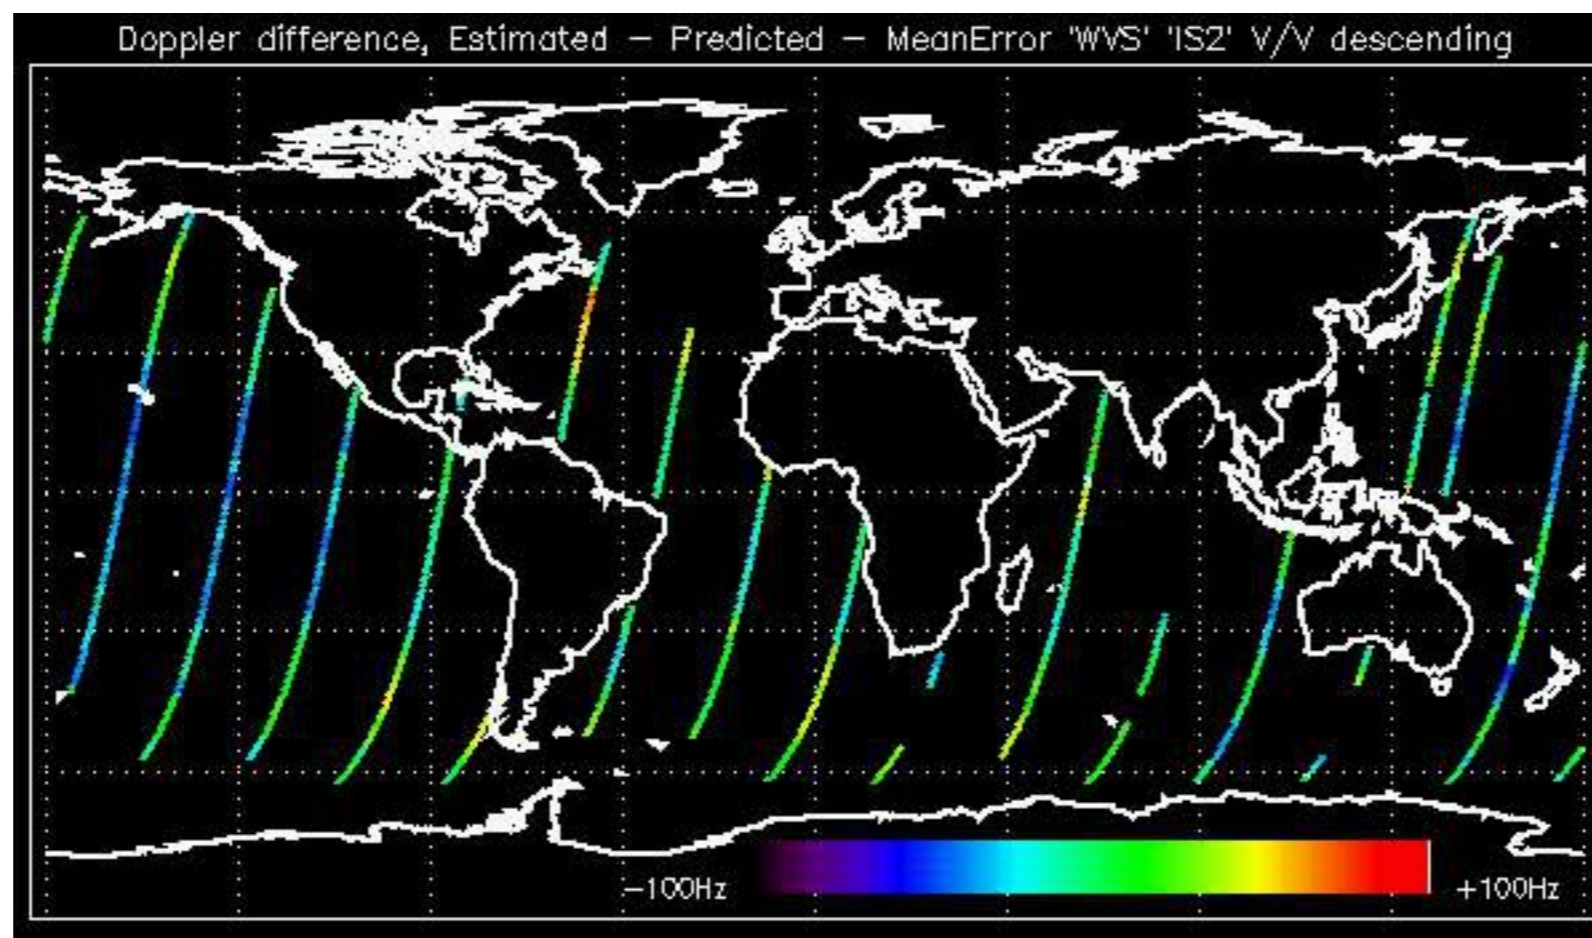 Doppler difference, Estimated – Predicted – MeanError 'WVS' 'IS2' V/V descending
–100Hz
+100Hz